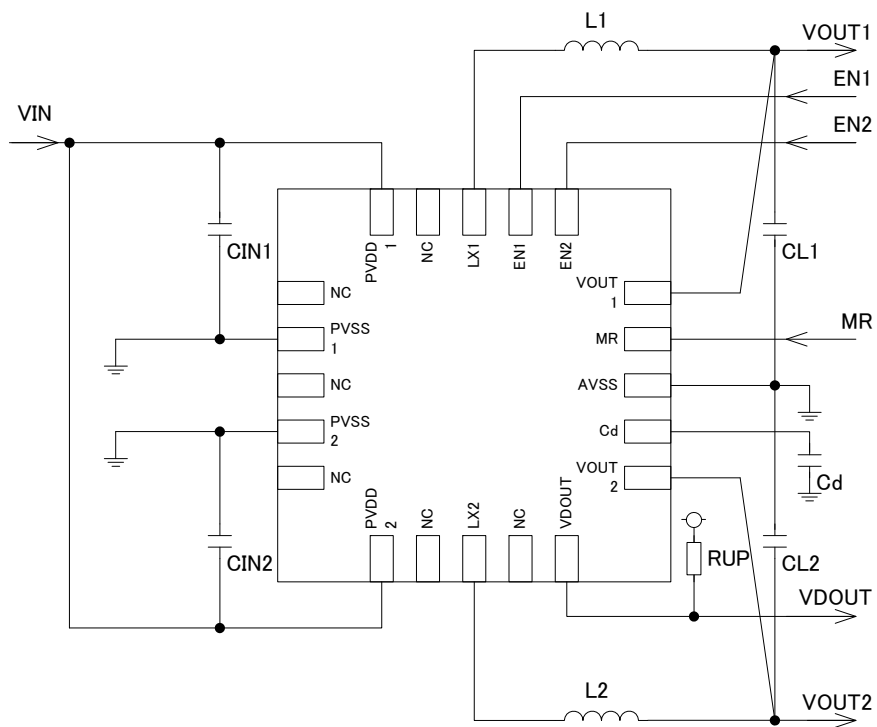 L1
VOUT1
EN1
VIN
EN2
PVDD
1
NC
LX1
EN1
EN2
CIN1
CL1
NC
VOUT
1
PVSS
1
MR
MR
NC
AVSS
PVSS
2
Cd
Cd
NC
VOUT
2
PVDD
2
NC
LX2
NC
VDOUT
CIN2
RUP
CL2
VDOUT
L2
VOUT2